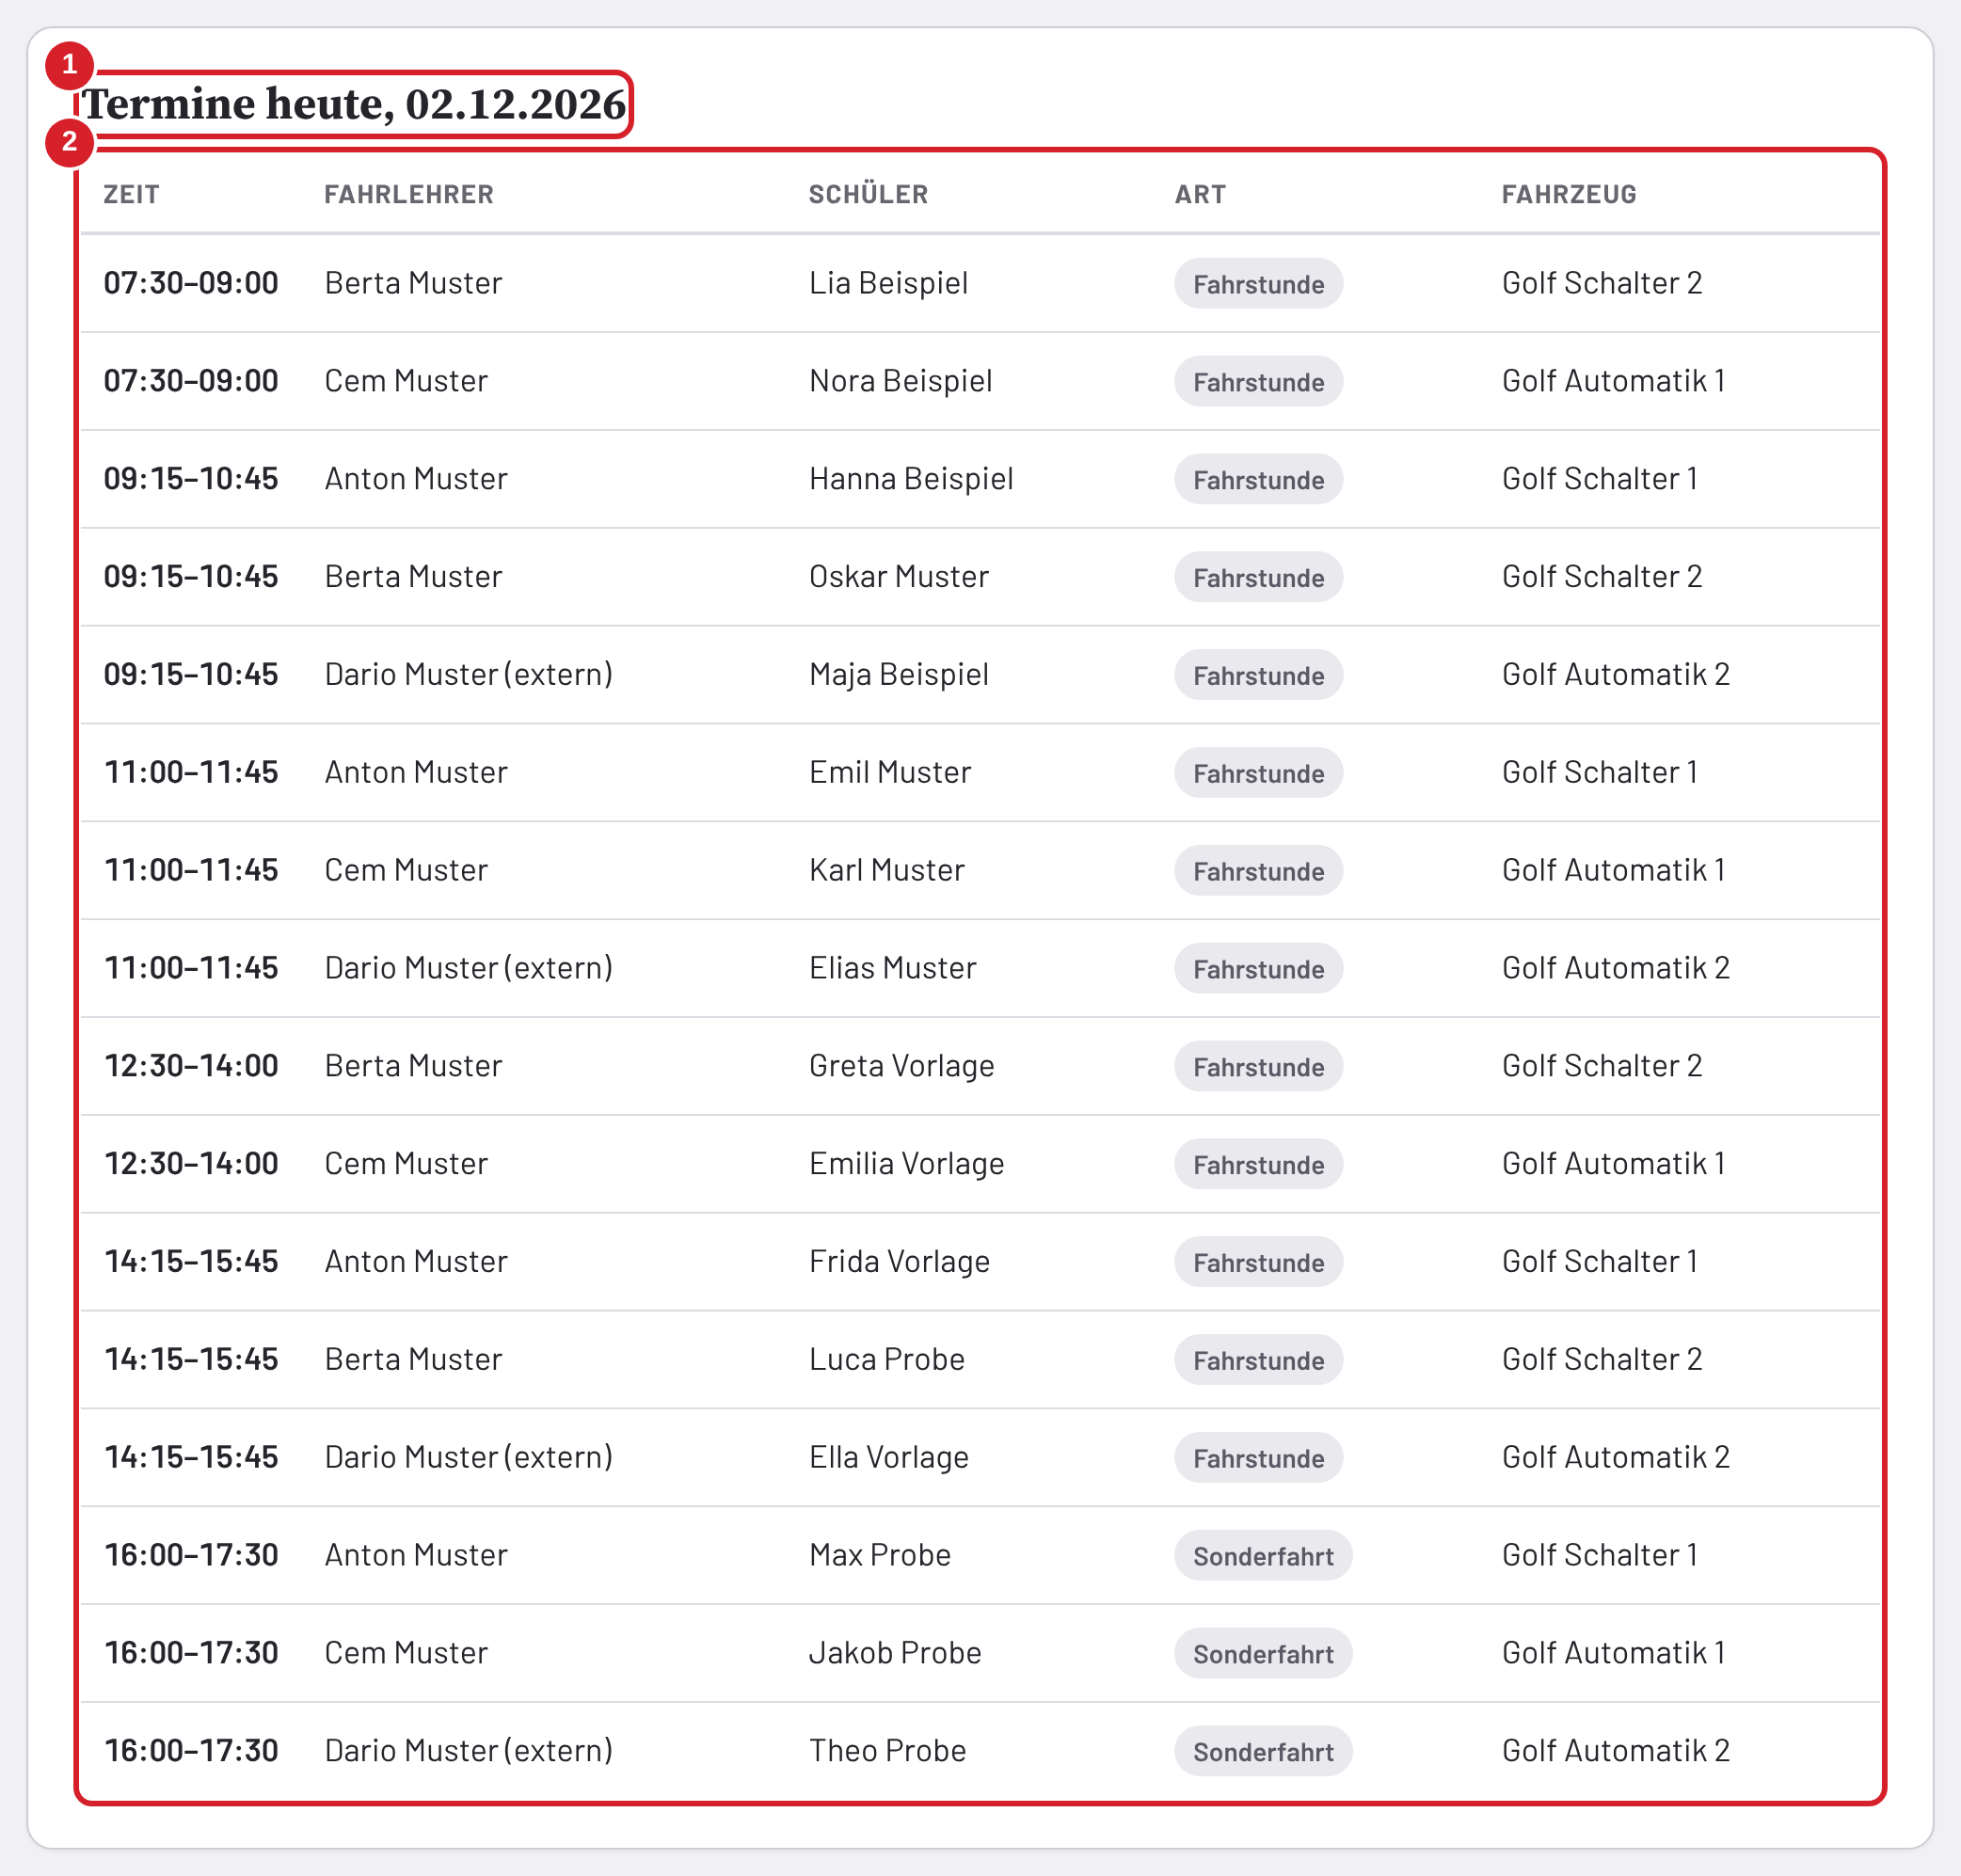 1
Termine heute, 02.12.2026
2
ZEIT FAHRLEHRER SCHÜLER ART FAHRZEUG
07:30–09:00 Berta Muster Lia Beispiel Fahrstunde Golf Schalter 2
07:30–09:00 Cem Muster Nora Beispiel Fahrstunde Golf Automatik 1
09:15–10:45 Anton Muster Hanna Beispiel Fahrstunde Golf Schalter 1
09:15–10:45 Berta Muster Oskar Muster Fahrstunde Golf Schalter 2
09:15–10:45 Dario Muster (extern) Maja Beispiel Fahrstunde Golf Automatik 2
11:00–11:45 Anton Muster Emil Muster Fahrstunde Golf Schalter 1
11:00–11:45 Cem Muster Karl Muster Fahrstunde Golf Automatik 1
11:00–11:45 Dario Muster (extern) Elias Muster Fahrstunde Golf Automatik 2
12:30–14:00 Berta Muster Greta Vorlage Fahrstunde Golf Schalter 2
12:30–14:00 Cem Muster Emilia Vorlage Fahrstunde Golf Automatik 1
14:15–15:45 Anton Muster Frida Vorlage Fahrstunde Golf Schalter 1
14:15–15:45 Berta Muster Luca Probe Fahrstunde Golf Schalter 2
14:15–15:45 Dario Muster (extern) Ella Vorlage Fahrstunde Golf Automatik 2
16:00–17:30 Anton Muster Max Probe Sonderfahrt Golf Schalter 1
16:00–17:30 Cem Muster Jakob Probe Sonderfahrt Golf Automatik 1
16:00–17:30 Dario Muster (extern) Theo Probe Sonderfahrt Golf Automatik 2